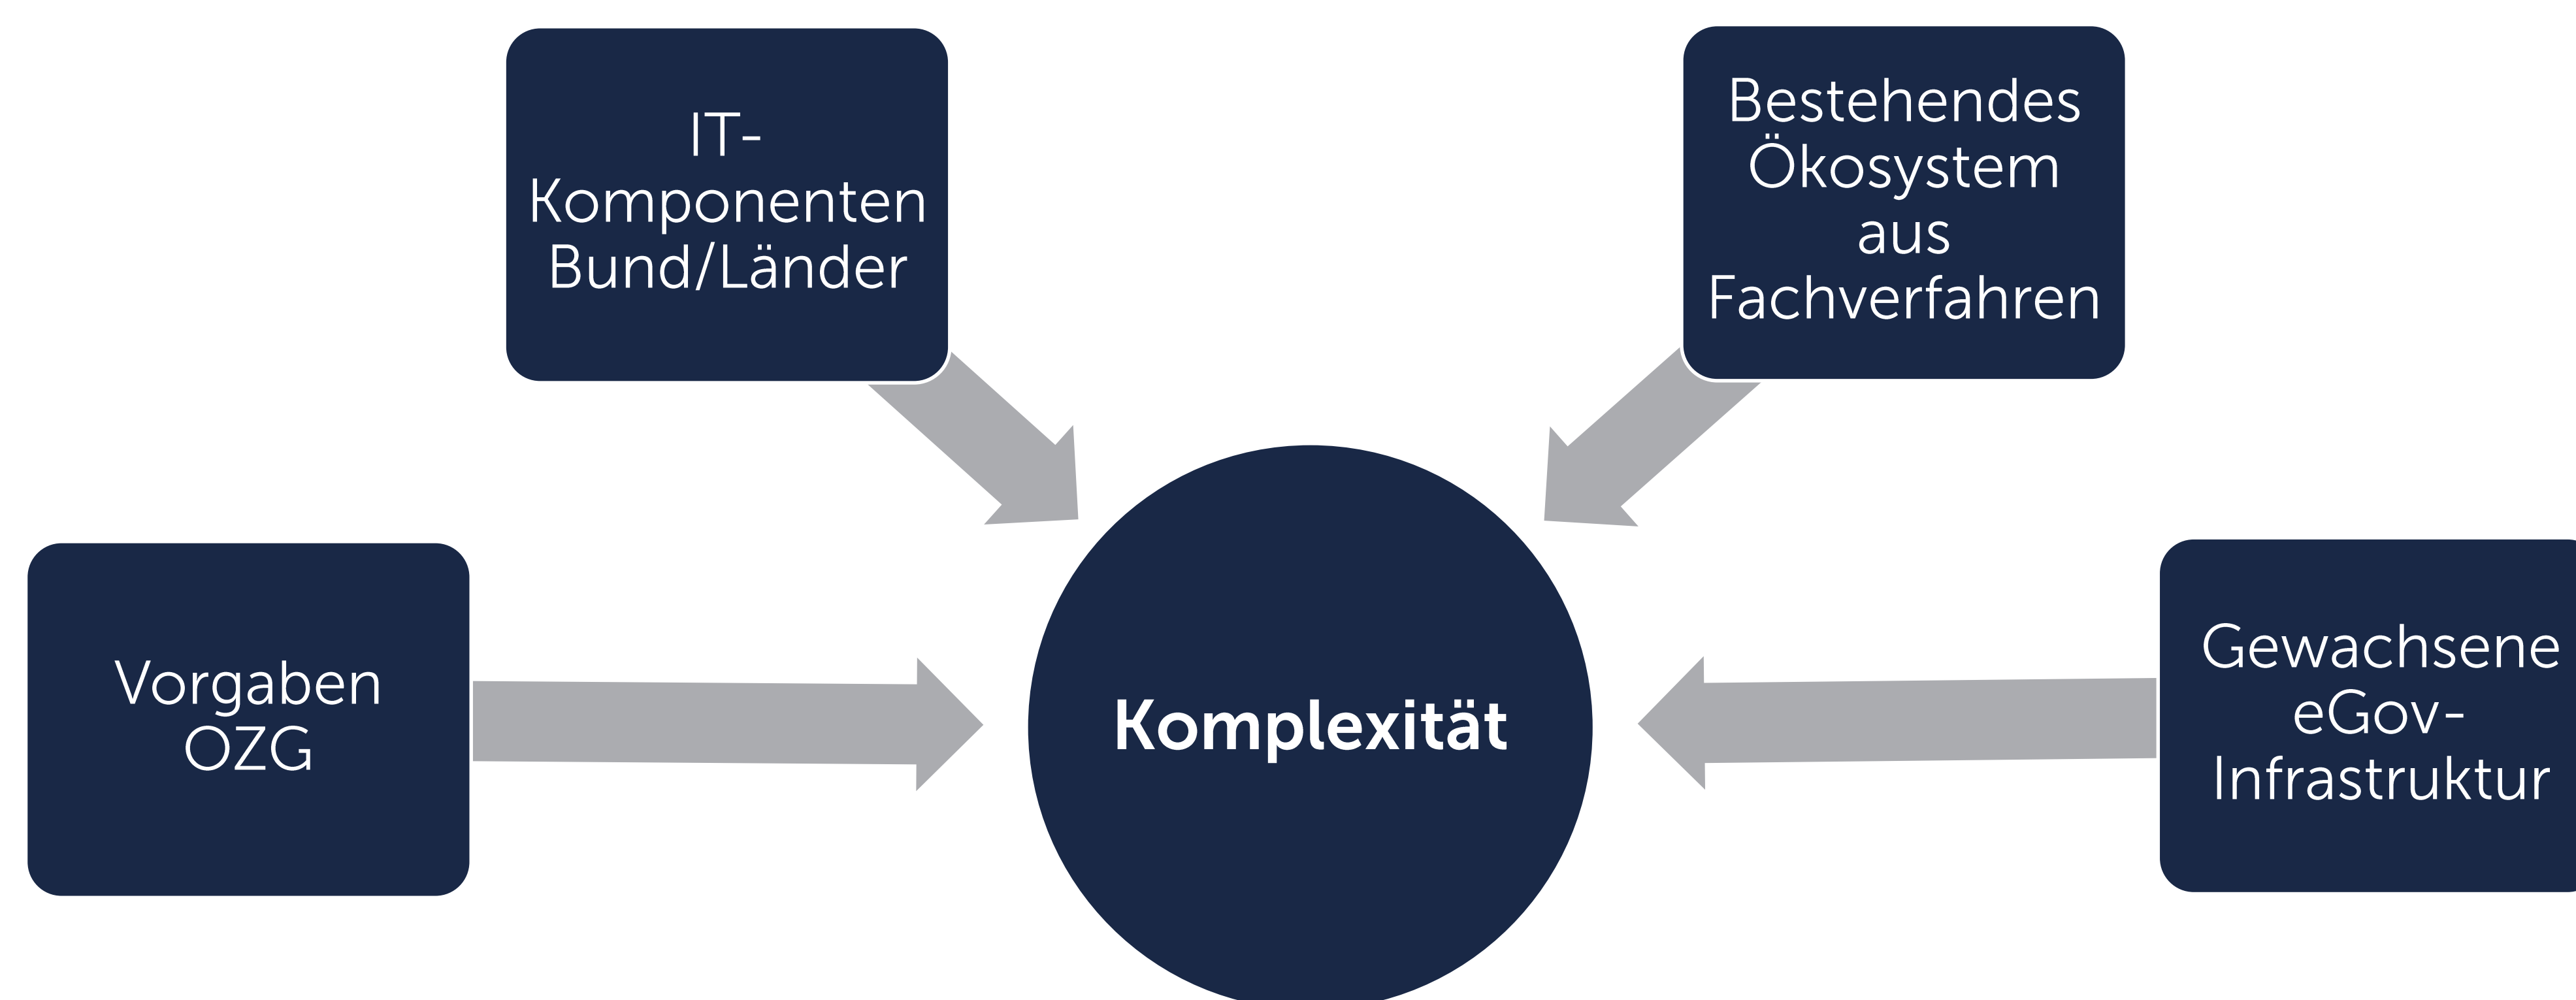 IT-
Komponenten
Bund/Länder
Bestehendes
Ökosystem
aus
Fachverfahren
Vorgaben
OZG
Komplexität
Gewachsene
eGov-
Infrastruktur